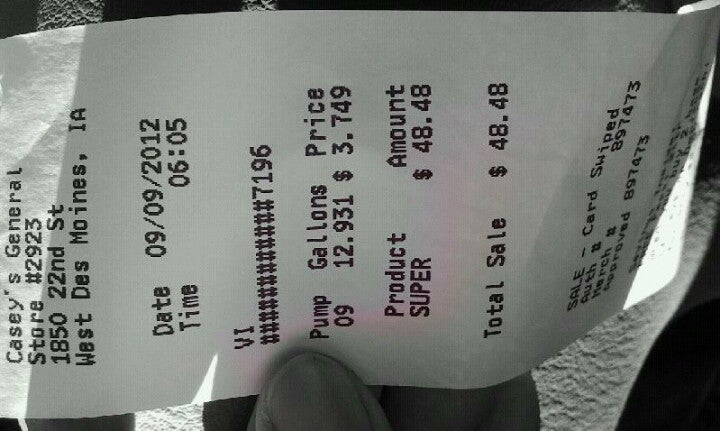 Casey's General
Store #2923
1850 22nd St
West Des Moines, IA
Date 09/09/2012
Time 06:05
VI
############7196
Pump Gallons Price
09 12.931 $ 3.749
Product Amount
SUPER $ 48.48
Total Sale $ 48.48
SALE - Card Swiped
Auth # 897473
Merch #
Approved 897473